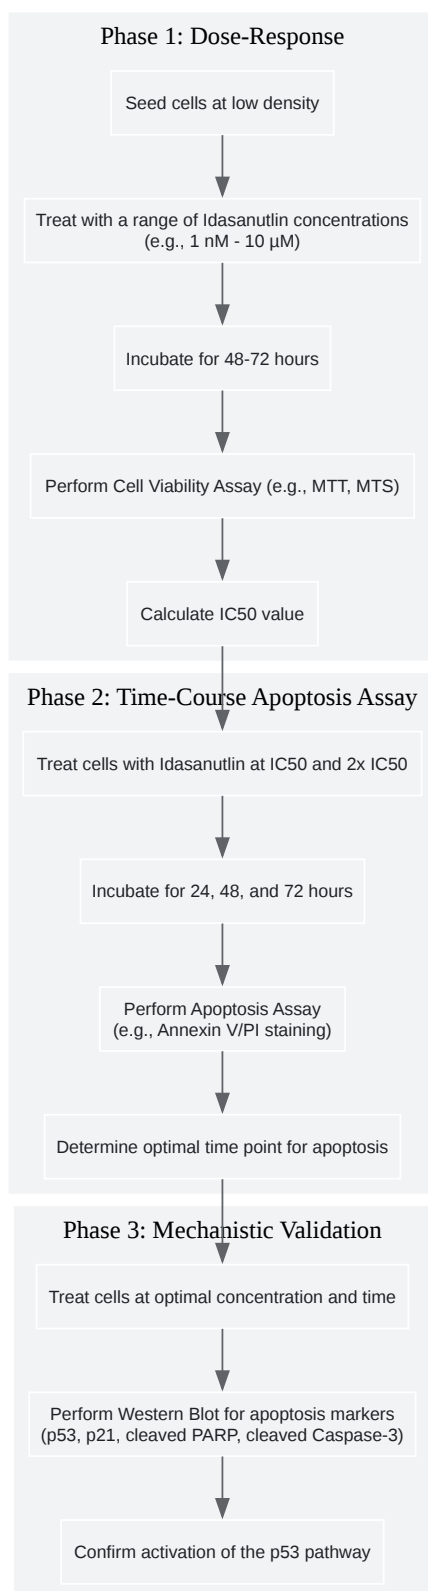 Phase 1: Dose-Response
Seed cells at low density
Treat with a range of Idasanutlin concentrations
(e.g., 1 nM - 10 µM)
Incubate for 48-72 hours
Perform Cell Viability Assay (e.g., MTT, MTS)
Calculate IC50 value
Phase 2: Time-Course Apoptosis Assay
Treat cells with Idasanutlin at IC50 and 2x IC50
Incubate for 24, 48, and 72 hours
Perform Apoptosis Assay
(e.g., Annexin V/PI staining)
Determine optimal time point for apoptosis
Phase 3: Mechanistic Validation
Treat cells at optimal concentration and time
Perform Western Blot for apoptosis markers
(p53, p21, cleaved PARP, cleaved Caspase-3)
Confirm activation of the p53 pathway